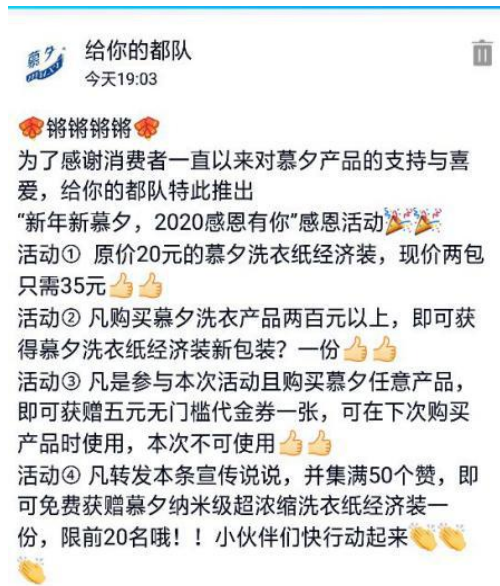 慕夕
给你的都队
今天19:03
锵锵锵锵
为了感谢消费者一直以来对慕夕产品的支持与喜
爱，给你的都队特此推出
“新年新慕夕，2020感恩有你”感恩活动
活动① 原价20元的慕夕洗衣纸经济装，现价两包
只需35元
活动② 凡购买慕夕洗衣产品两百元以上，即可获
得慕夕洗衣纸经济装新包装？一份
活动③ 凡是参与本次活动且购买慕夕任意产品，
即可获赠五元无门槛代金券一张，可在下次购买
产品时使用，本次不可使用
活动④ 凡转发本条宣传说说，并集满50个赞，即
可免费获赠慕夕纳米级超浓缩洗衣纸经济装一
份，限前20名哦！！小伙伴们快行动起来